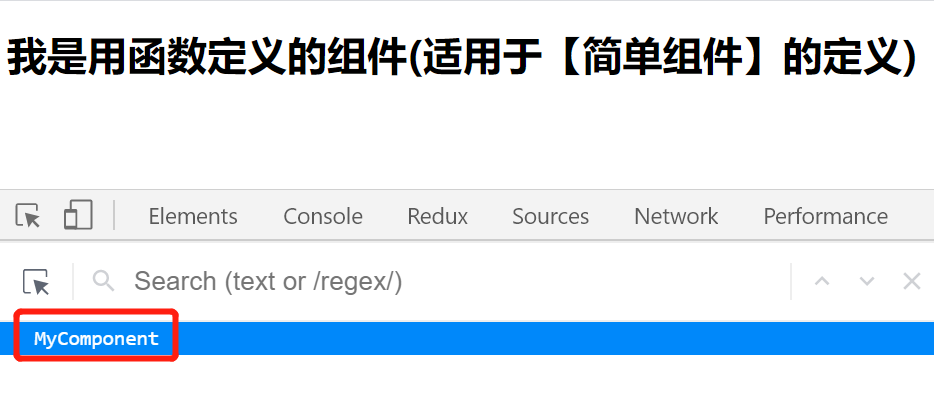 我是用函数定义的组件(适用于【简单组件】的定义)
Elements Console Redux Sources Network Performance
Search (text or /regex/)
MyComponent